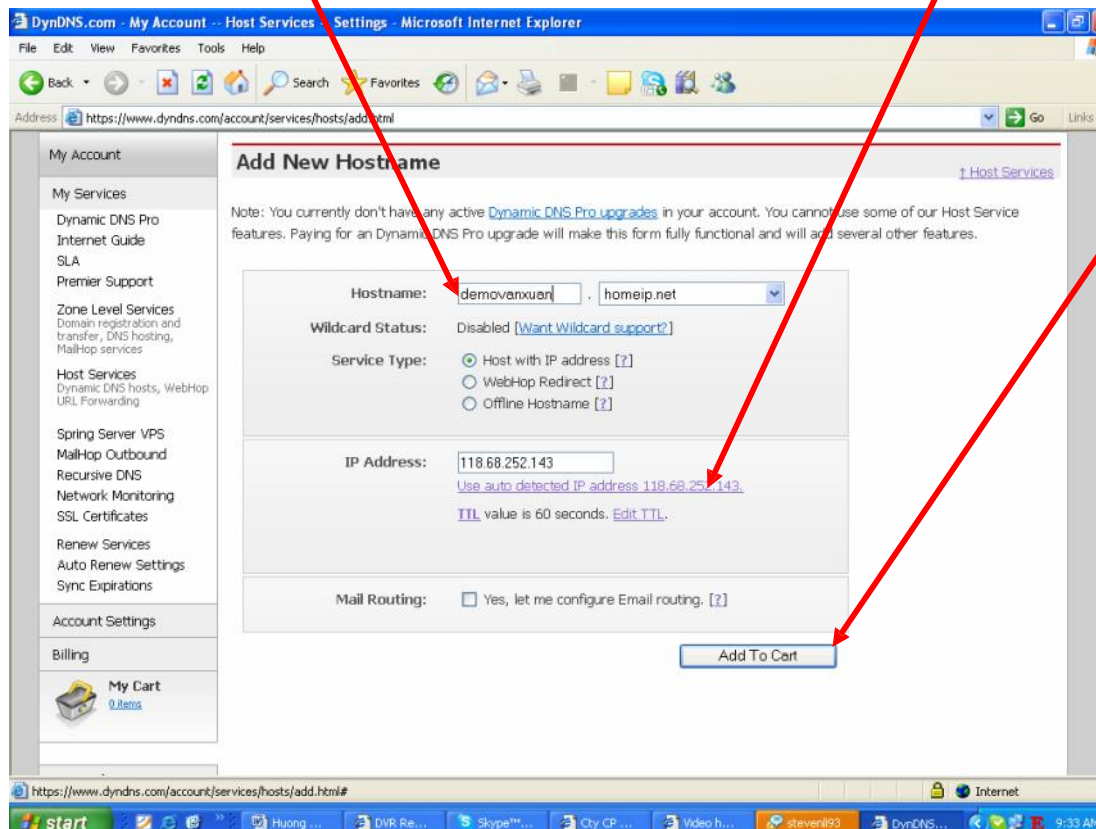 DynDNS.com - My Account -- Host Services -- Settings - Microsoft Internet Explorer
File Edit View Favorites Tools Help
Back Search Favorites
Address https://www.dyndns.com/account/services/hosts/add.html Go Links
My Account
My Services
Dynamic DNS Pro
Internet Guide
SLA
Premier Support
Zone Level Services
Domain registration and
transfer, DNS hosting,
MailHop services
Host Services
Dynamic DNS hosts, WebHop
URL Forwarding
Spring Server VPS
MailHop Outbound
Recursive DNS
Network Monitoring
SSL Certificates
Renew Services
Auto Renew Settings
Sync Expirations
Account Settings
Billing
My Cart
0 items
Add New Hostname
↑ Host Services
Note: You currently don't have any active Dynamic DNS Pro upgrades in your account. You cannot use some of our Host Service
features. Paying for an Dynamic DNS Pro upgrade will make this form fully functional and will add several other features.
Hostname: demovanxuan . homeip.net
Wildcard Status: Disabled [Want Wildcard support?]
Service Type: Host with IP address [?]
WebHop Redirect [?]
Offline Hostname [?]
IP Address: 118.68.252.143
Use auto detected IP address 118.68.252.143.
TTL value is 60 seconds. Edit TTL.
Mail Routing: Yes, let me configure Email routing. [?]
Add To Cart
https://www.dyndns.com/account/services/hosts/add.html# Internet
start Huong ... DVR Re... Skype™... Cty CP ... Video h... stevenli93 DynDNS... 9:33 AM